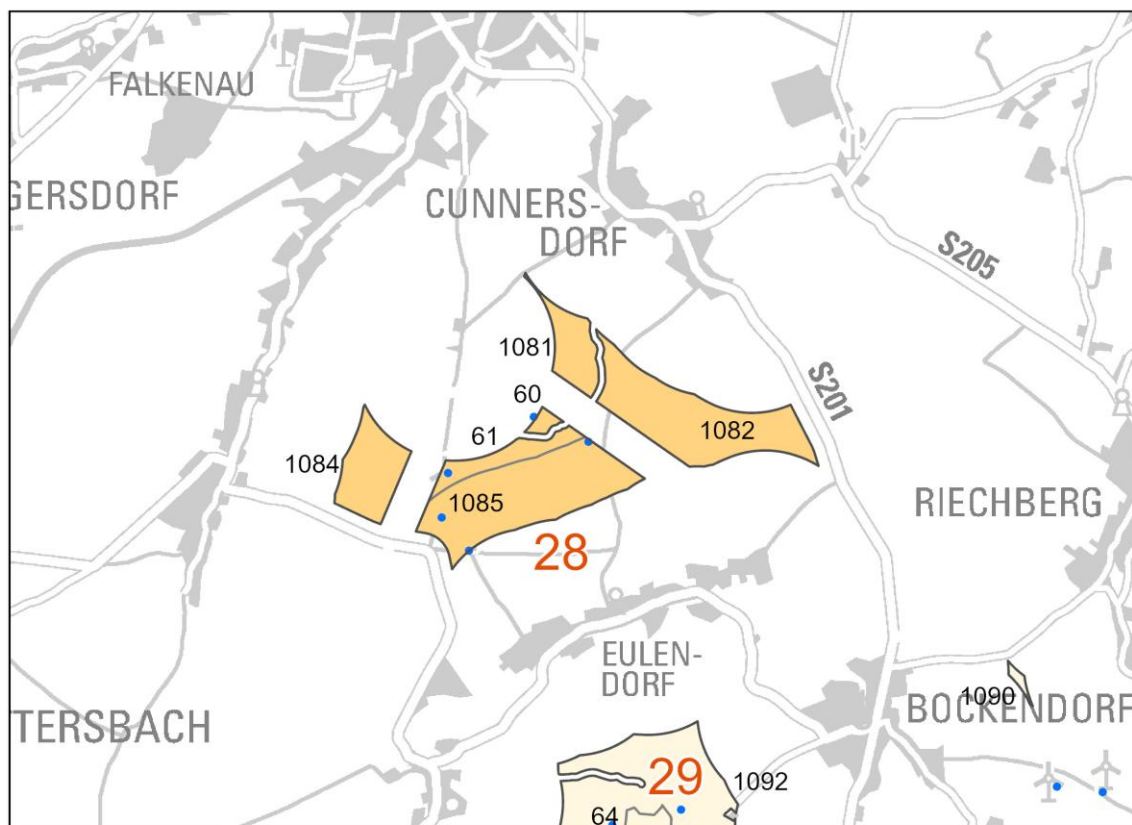 FALKENAU
GERSDORF
CUNNERS-
DORF
S205
1081
S201
60
61
1082
1084
1085
RIECHBERG
28
EULEN-
DORF
1090
BOCKENDORF
TTERSBACH
29
1092
64